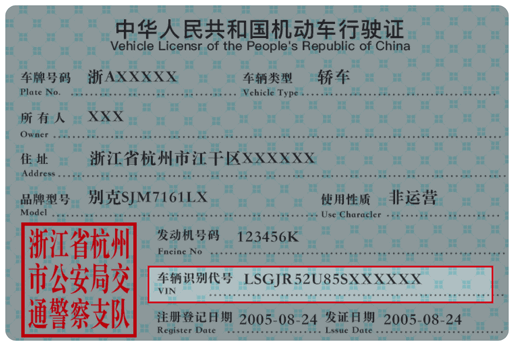 中华人民共和国机动车行驶证
Vehicle Licensr of the People's Republic of China
车牌号码 浙AXXXXX 车辆类型 轿车
Plate No. Vehicle Type
所有人 XXX
Owner
住址 浙江省杭州市江干区XXXXXX
Address
品牌型号 别克SJM7161LX 使用性质 非运营
Model Use Character
浙江省杭州
市公安局交
通警察支队
发动机号码 123456K
Engine No
车辆识别代号 LSGJR52U85SXXXXXX
VIN
注册登记日期 2005-08-24 发证日期 2005-08-24
Register Date Lssue Date